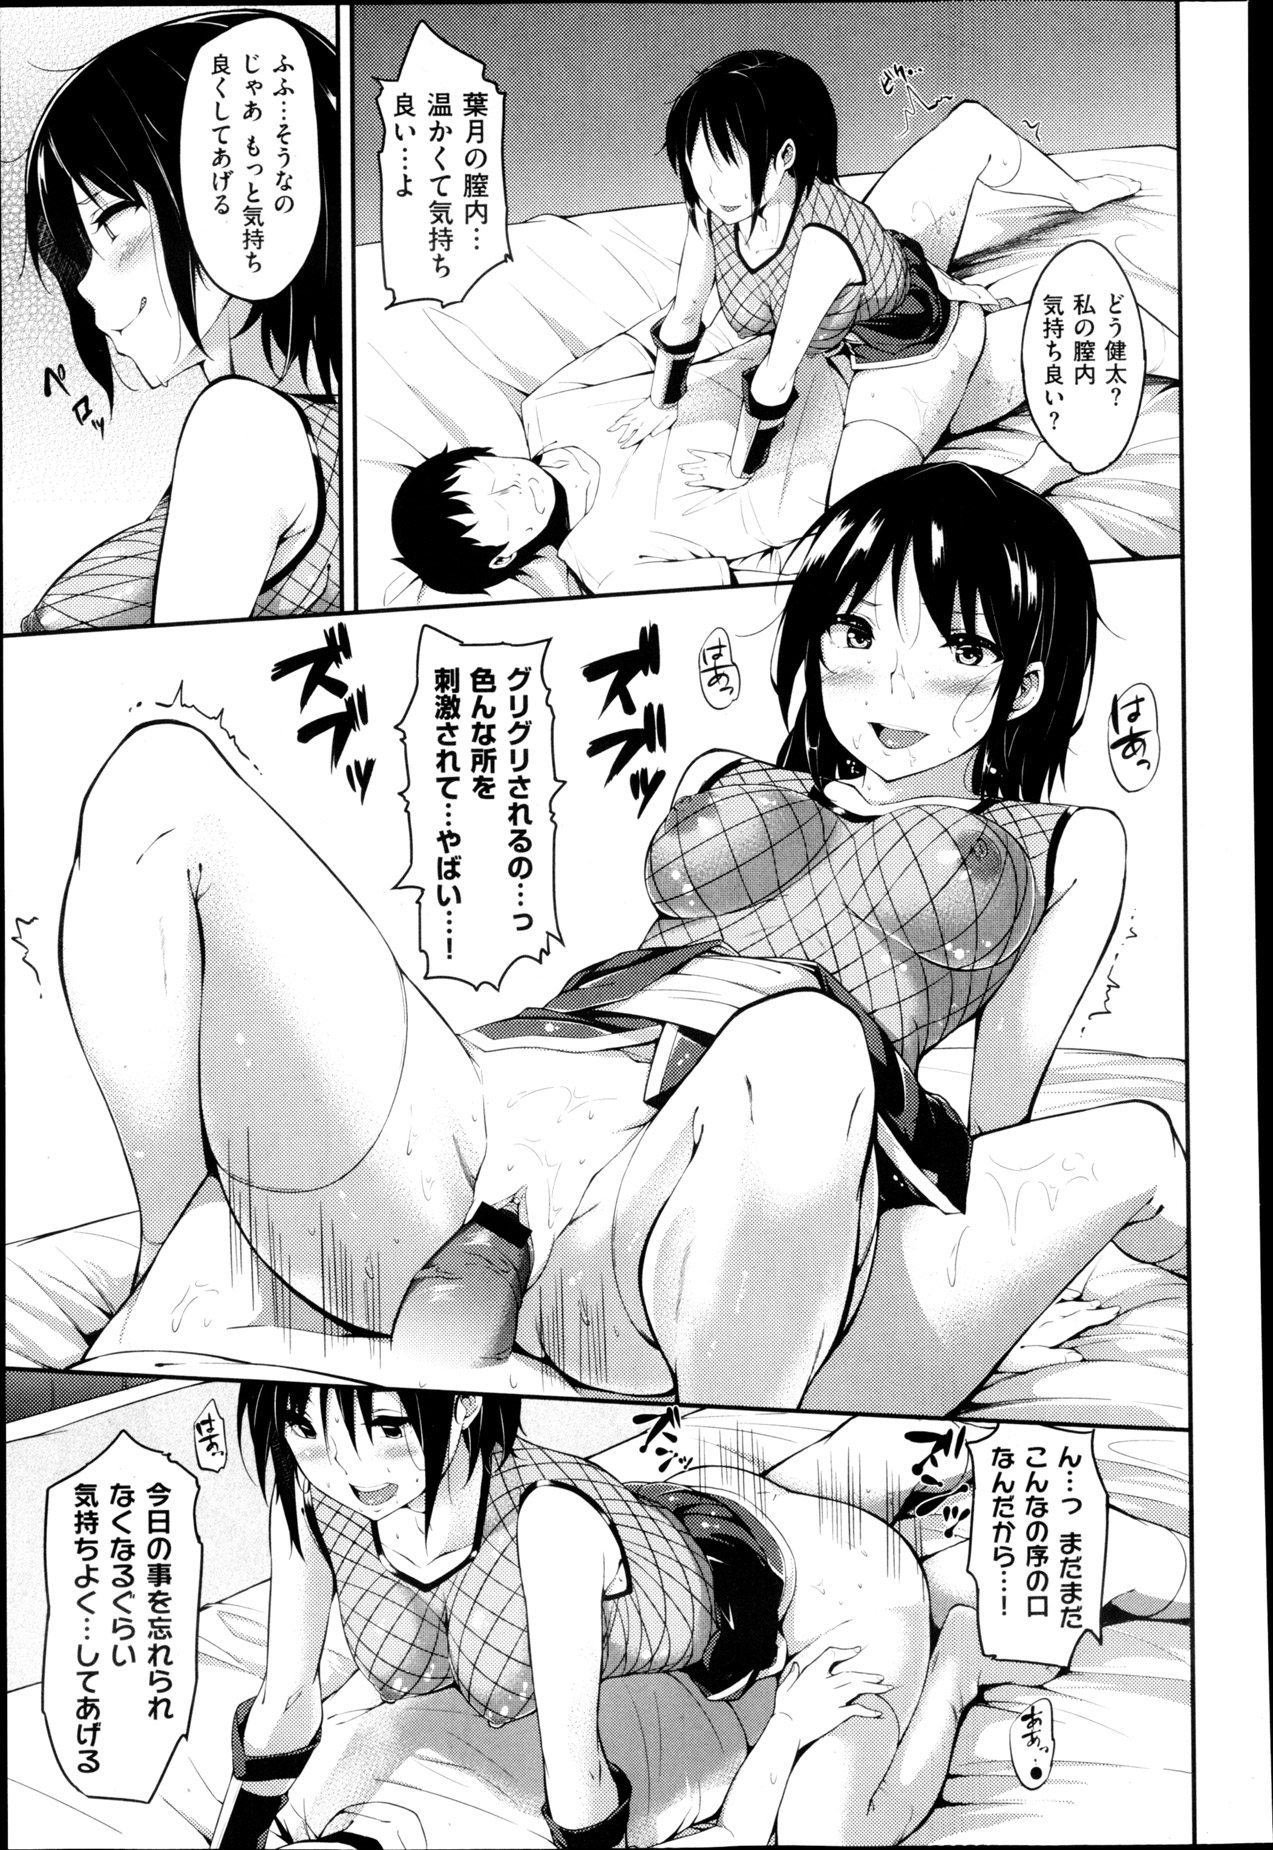 どう健太?
私の膣内
気持ち良い?
どサ…
葉月の膣内…
温かくて気持ち
良い…よ
ふふ…そうなの
じゃあ もっと気持ち
良くしてあげる
ペロッ
はぁっ
はあっ
ズズッ
グリグリされるの…っ
色んな所を
刺激されて…やばい…!
ズズッ
ん…っ まだまだ
こんなの序の口
なんだから…!
ああっ…
はぁっ
今日の事を忘れられ
なくなるぐらい
気持ちよく…してあげる